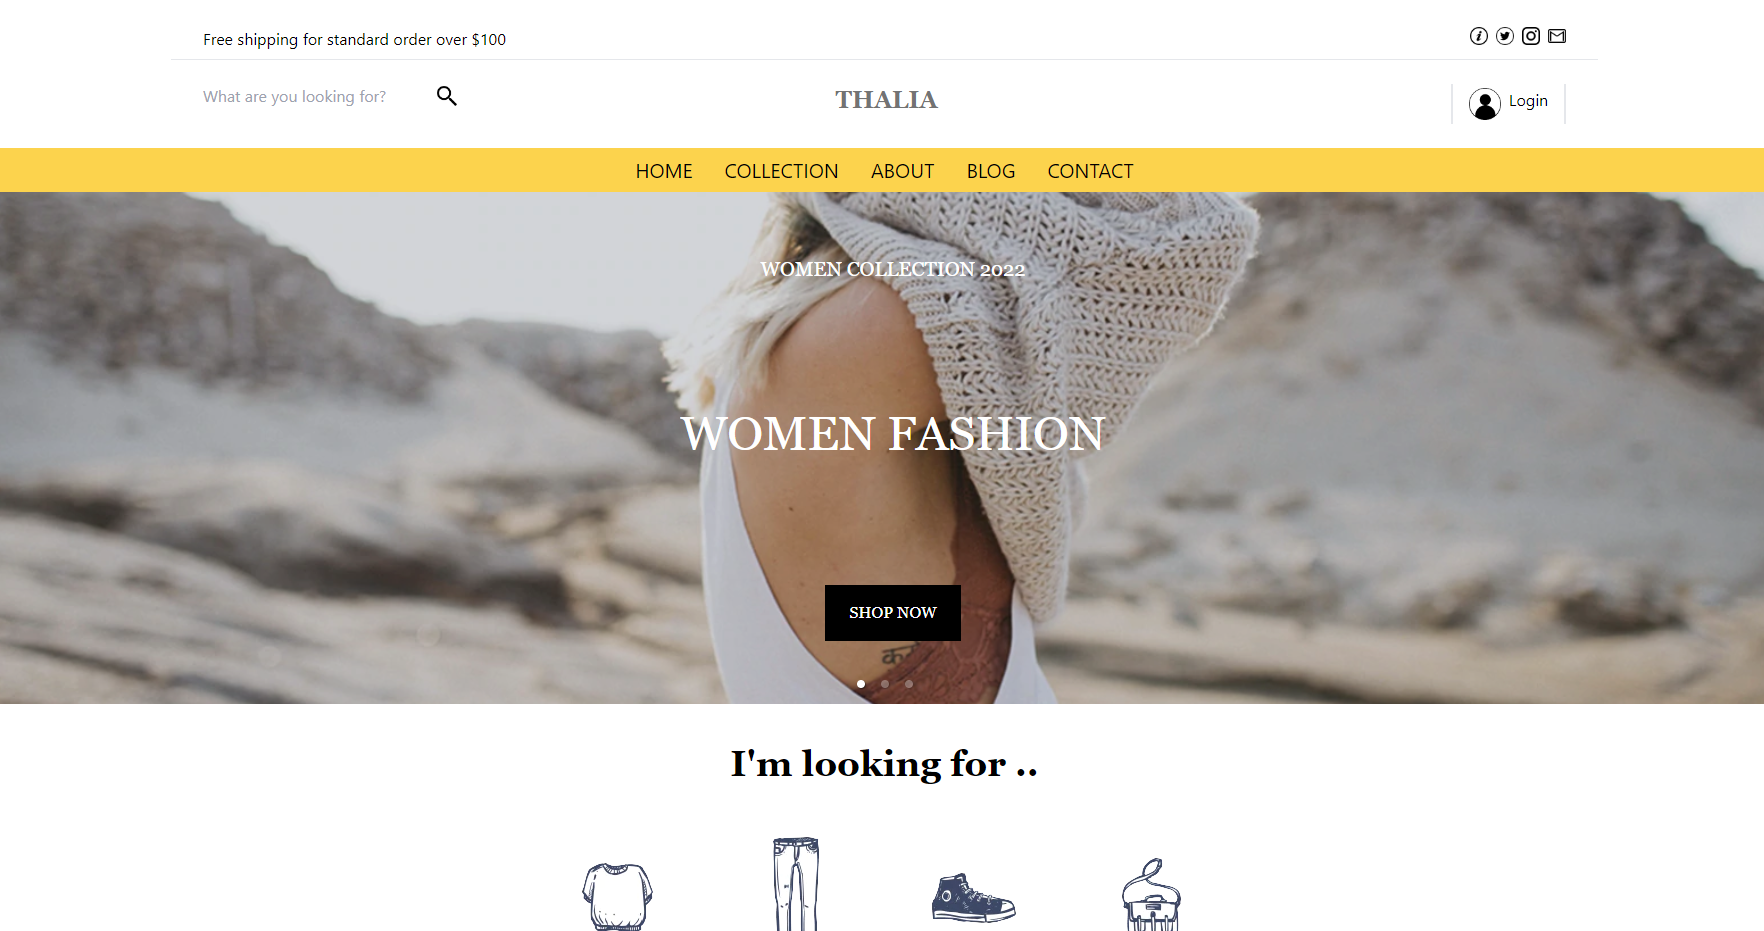 Free shipping for standard order over $100
What are you looking for?
THALIA
Login
HOME COLLECTION ABOUT BLOG CONTACT
WOMEN COLLECTION 2022
WOMEN FASHION
SHOP NOW
I'm looking for ..